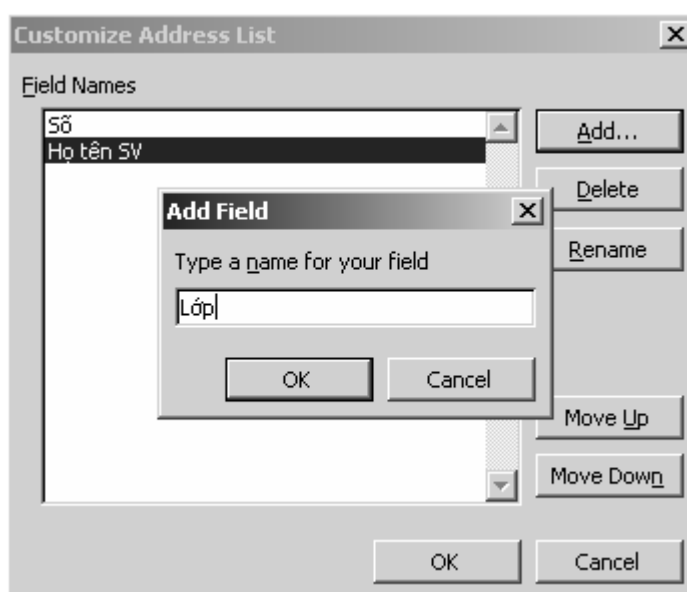 Customize Address List
Field Names
Số
Họ tên SV
Add...
Delete
Rename
Add Field
Type a name for your field
Lớp
OK
Cancel
Move Up
Move Down
OK
Cancel